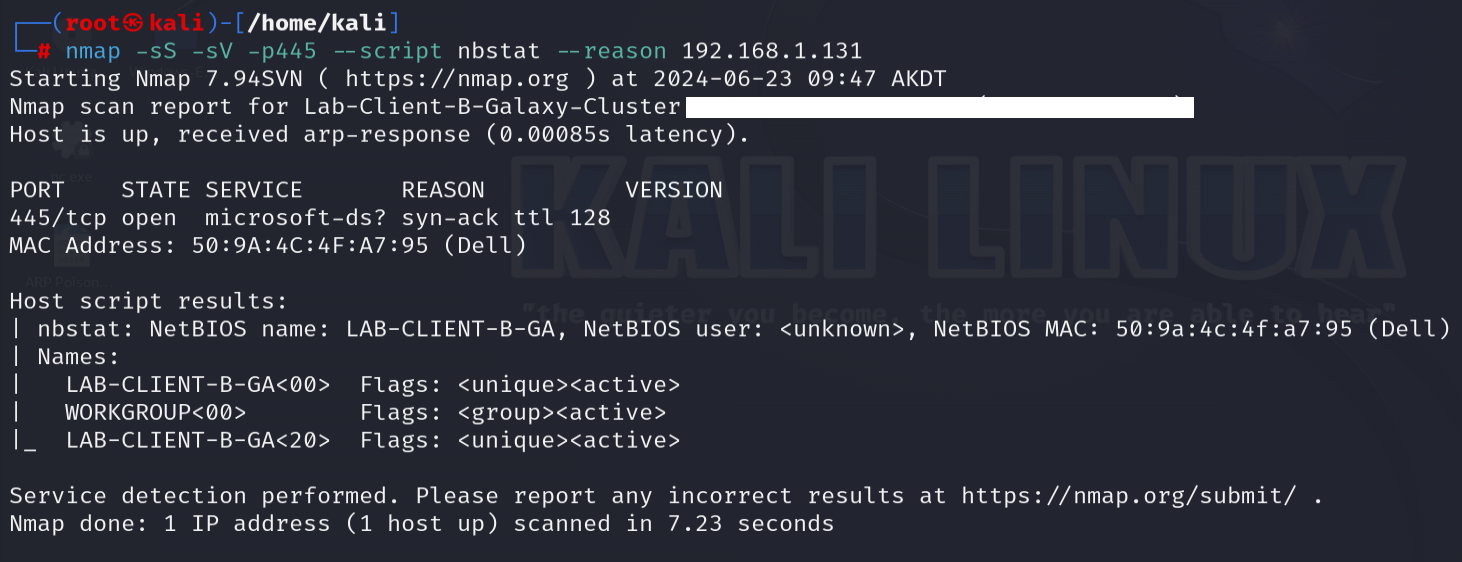 ┌──(root㉿kali)-[/home/kali]
└─# nmap -sS -sV -p445 --script nbstat --reason 192.168.1.131
Starting Nmap 7.94SVN ( https://nmap.org ) at 2024-06-23 09:47 AKDT
Nmap scan report for Lab-Client-B-Galaxy-Cluster
Host is up, received arp-response (0.00085s latency).
PORT    STATE SERVICE       REASON          VERSION
445/tcp open  microsoft-ds? syn-ack ttl 128
MAC Address: 50:9A:4C:4F:A7:95 (Dell)
ARP Poison...
KALI LINUX
Host script results:
"the quieter you become, the more you are able to hear"
| nbstat: NetBIOS name: LAB-CLIENT-B-GA, NetBIOS user: <unknown>, NetBIOS MAC: 50:9a:4c:4f:a7:95 (Dell)
| Names:
|   LAB-CLIENT-B-GA<00>  Flags: <unique><active>
|   WORKGROUP<00>        Flags: <group><active>
|_  LAB-CLIENT-B-GA<20>  Flags: <unique><active>
Service detection performed. Please report any incorrect results at https://nmap.org/submit/ .
Nmap done: 1 IP address (1 host up) scanned in 7.23 seconds